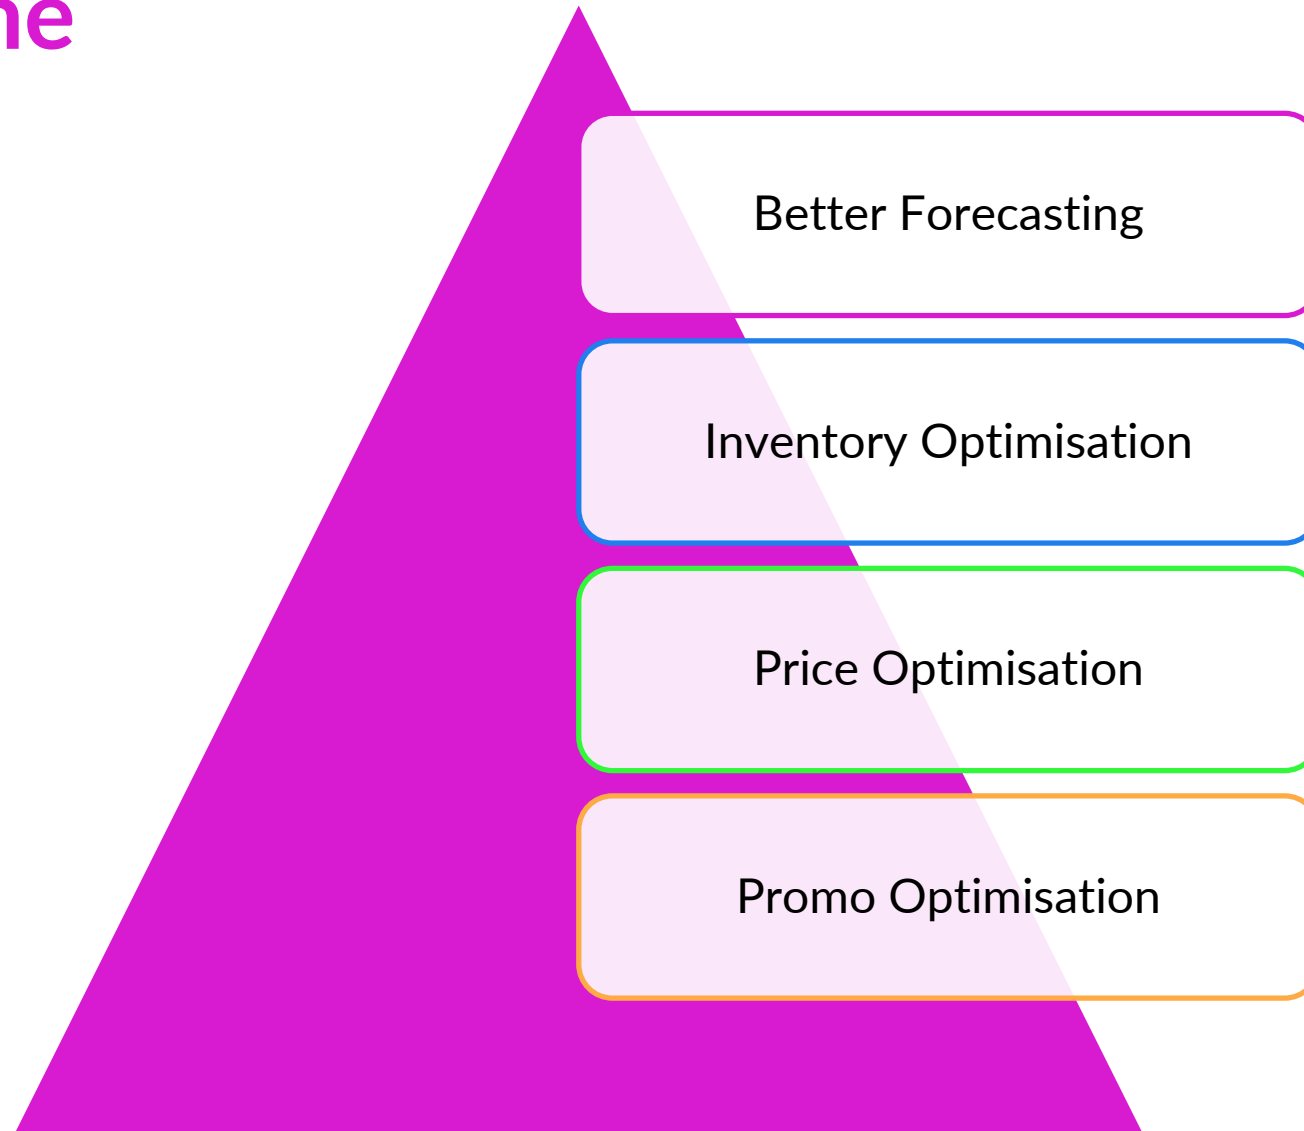 Better Forecasting
Inventory Optimisation
Price Optimisation
Promo Optimisation